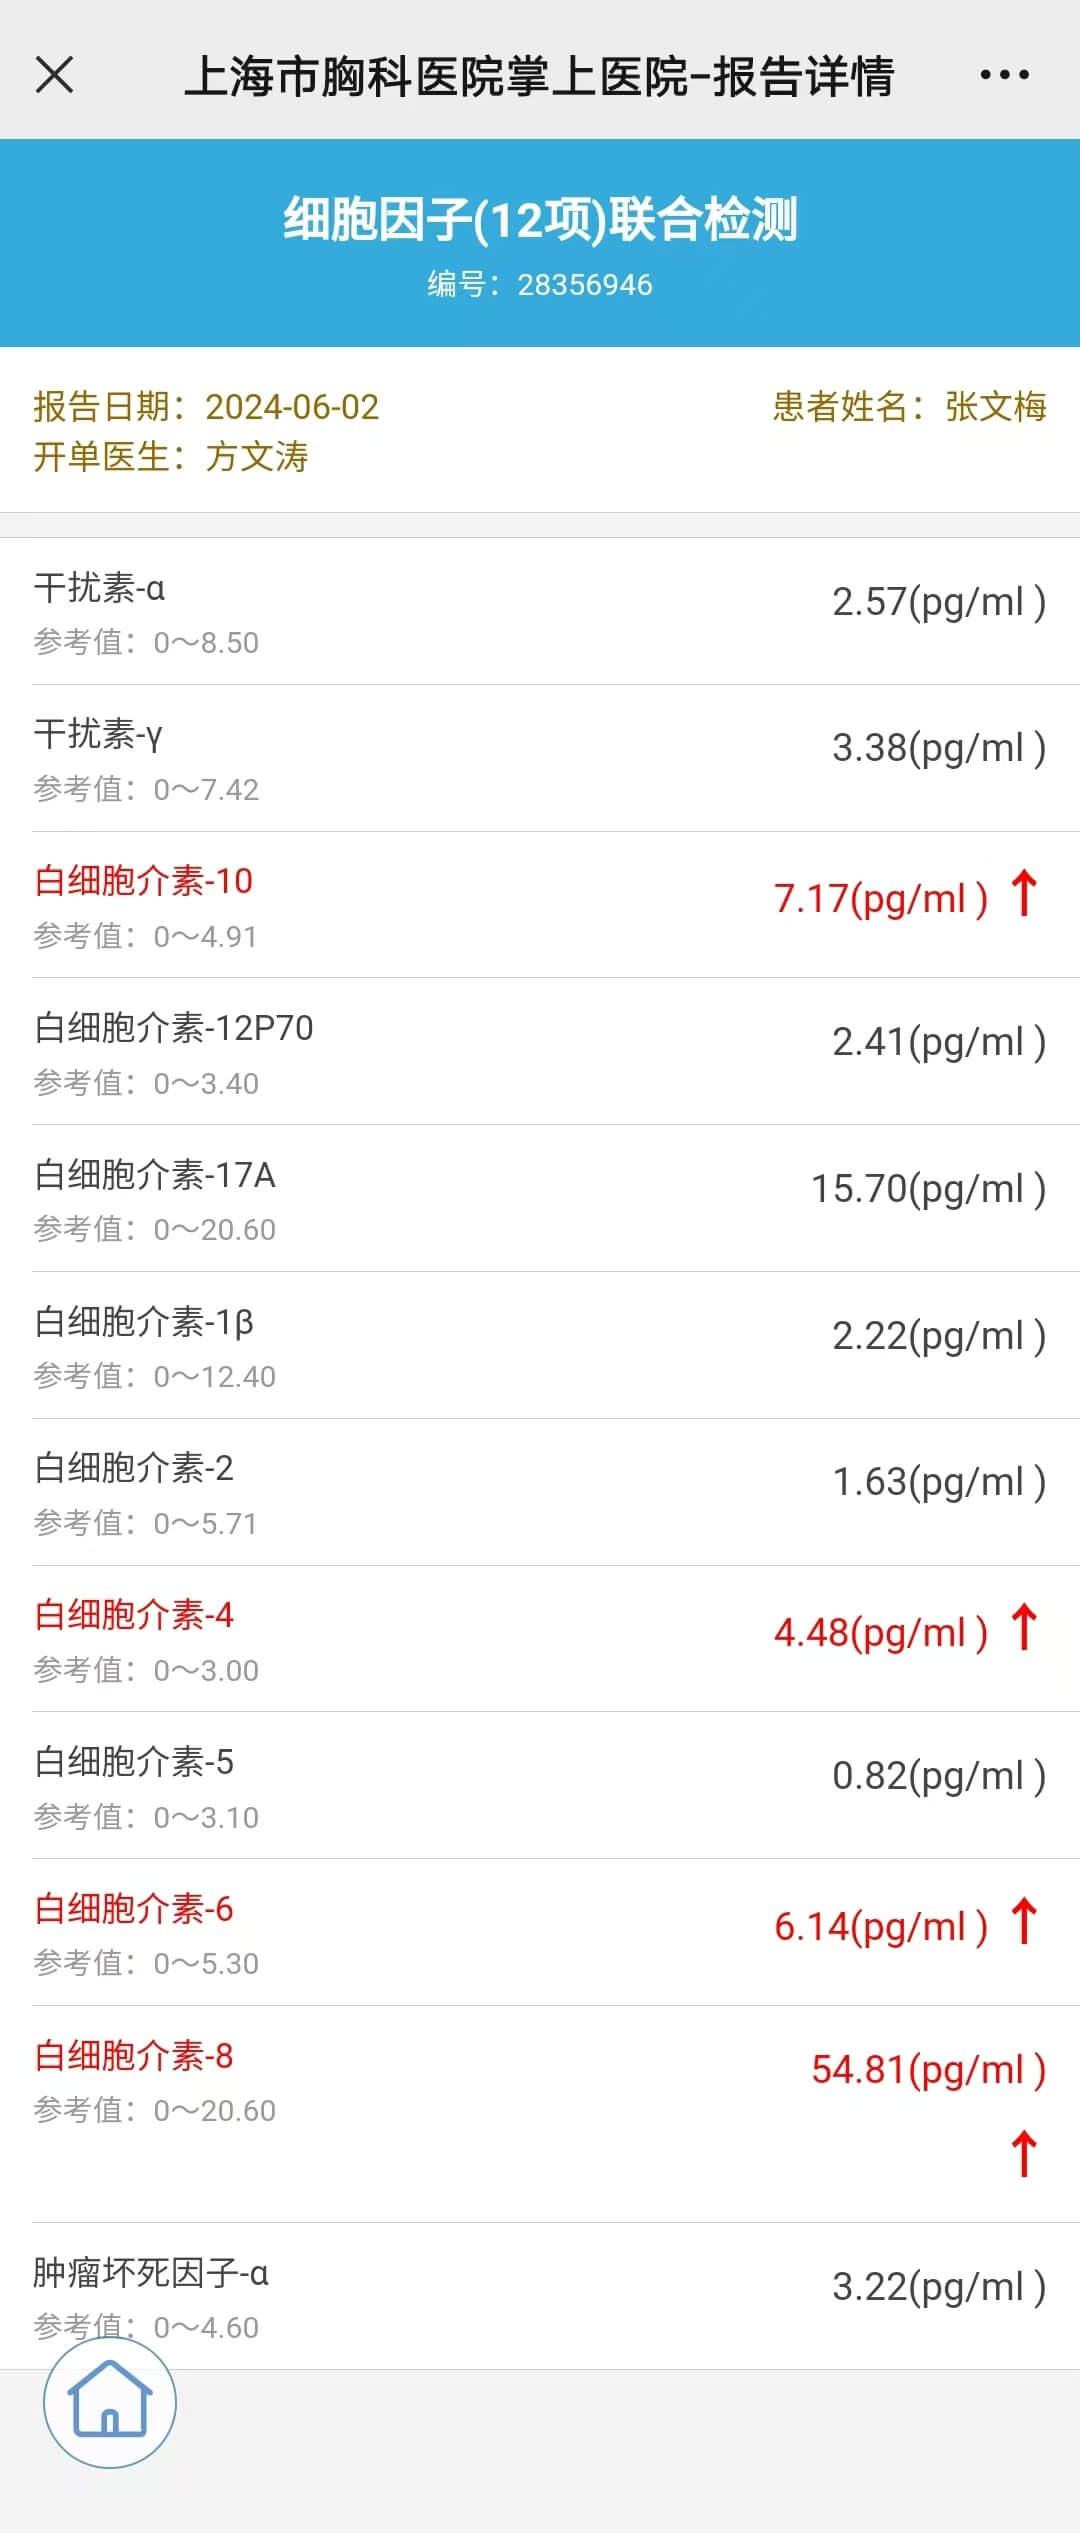 上海市胸科医院掌上医院-报告详情
细胞因子(12项)联合检测
编号：28356946
报告日期：2024-06-02 患者姓名：张文梅
开单医生：方文涛
干扰素-α 2.57(pg/ml )
参考值：0～8.50
干扰素-γ 3.38(pg/ml )
参考值：0～7.42
白细胞介素-10 7.17(pg/ml ) ↑
参考值：0～4.91
白细胞介素-12P70 2.41(pg/ml )
参考值：0～3.40
白细胞介素-17A 15.70(pg/ml )
参考值：0～20.60
白细胞介素-1β 2.22(pg/ml )
参考值：0～12.40
白细胞介素-2 1.63(pg/ml )
参考值：0～5.71
白细胞介素-4 4.48(pg/ml ) ↑
参考值：0～3.00
白细胞介素-5 0.82(pg/ml )
参考值：0～3.10
白细胞介素-6 6.14(pg/ml ) ↑
参考值：0～5.30
白细胞介素-8 54.81(pg/ml )
参考值：0～20.60
↑
肿瘤坏死因子-α 3.22(pg/ml )
参考值：0～4.60